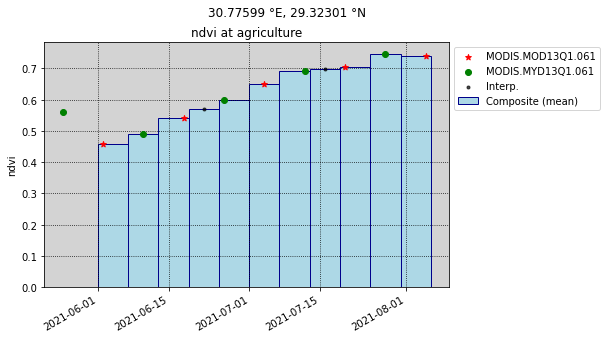 30.77599 °E, 29.32301 °N
ndvi at agriculture
MODIS.MOD13Q1.061
MODIS.MYD13Q1.061
Interp.
Composite (mean)
0.7
0.6
0.5
0.4
0.3
0.2
0.1
0.0
ndvi
2021-06-01
2021-06-15
2021-07-01
2021-07-15
2021-08-01